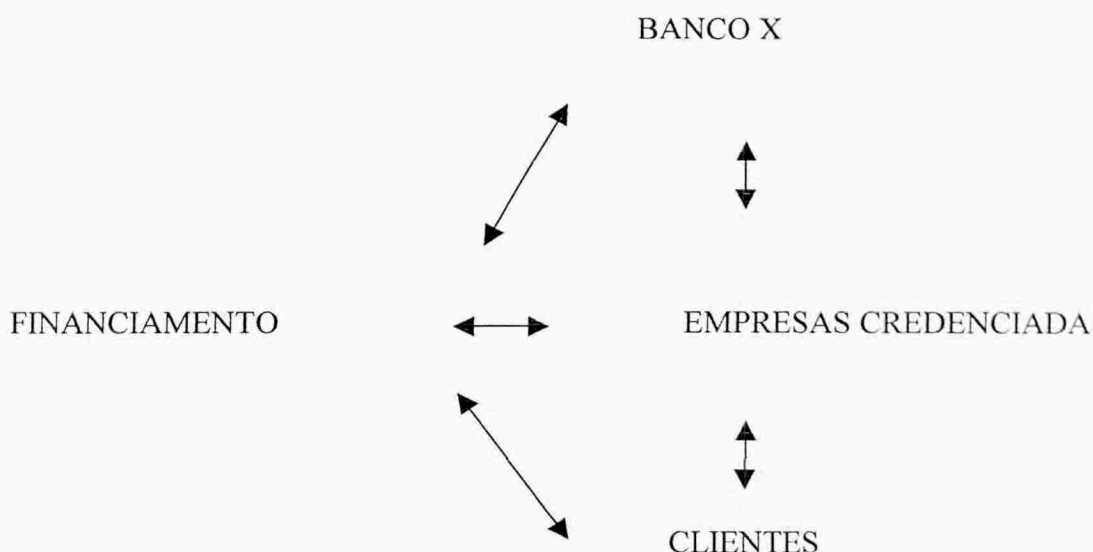 BANCO X
FINANCIAMENTO
EMPRESAS CREDENCIADA
CLIENTES